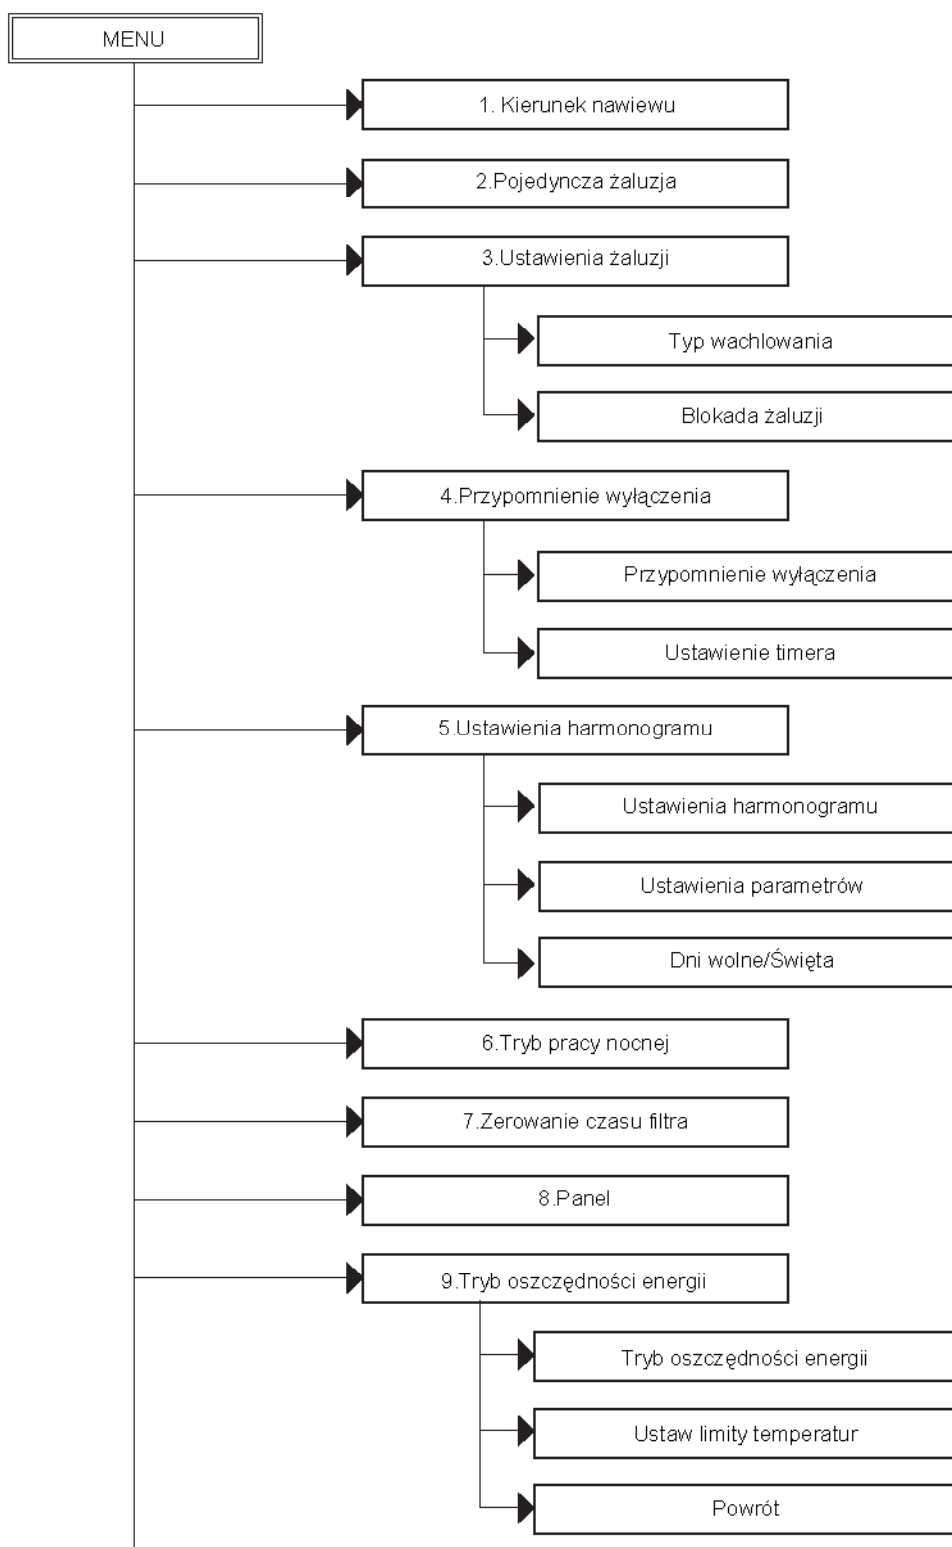 MENU
1. Kierunek nawiewu
2.Pojedyncza żaluzja
3.Ustawienia żaluzji
Typ wachlowania
Blokada żaluzji
4.Przypomnienie wyłączenia
Przypomnienie wyłączenia
Ustawienie timera
5.Ustawienia harmonogramu
Ustawienia harmonogramu
Ustawienia parametrów
Dni wolne/Święta
6.Tryb pracy nocnej
7.Zerowanie czasu filtra
8.Panel
9.Tryb oszczędności energii
Tryb oszczędności energii
Ustaw limity temperatur
Powrót